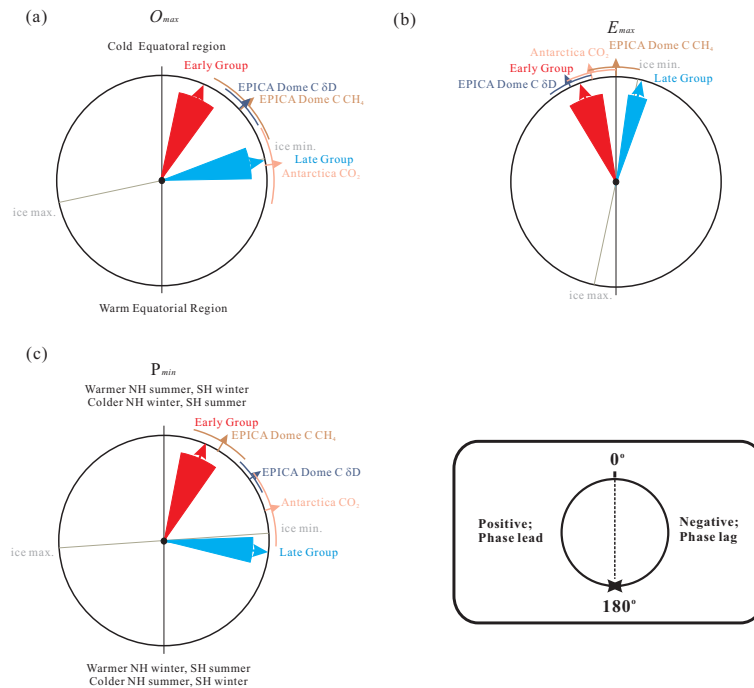 (a)
O max
Cold Equatoral region
Early Group
EPICA Dome C δD
EPICA Dome C CH4
ice min.
Late Group
Antarctica CO2
ice max.
Warm Equatorial Region
(b)
E max
EPICA Dome C CH4
Antarctica CO2
Early Group
ice min.
EPICA Dome C δD
Late Group
ice max.
(c)
P min
Warmer NH summer, SH winter
Colder NH winter, SH summer
Early Group
EPICA Dome C CH4
EPICA Dome C δD
Antarctica CO2
ice min.
ice max.
Late Group
Warmer NH winter, SH summer
Colder NH summer, SH winter
0°
Positive;
Phase lead
Negative;
Phase lag
180°